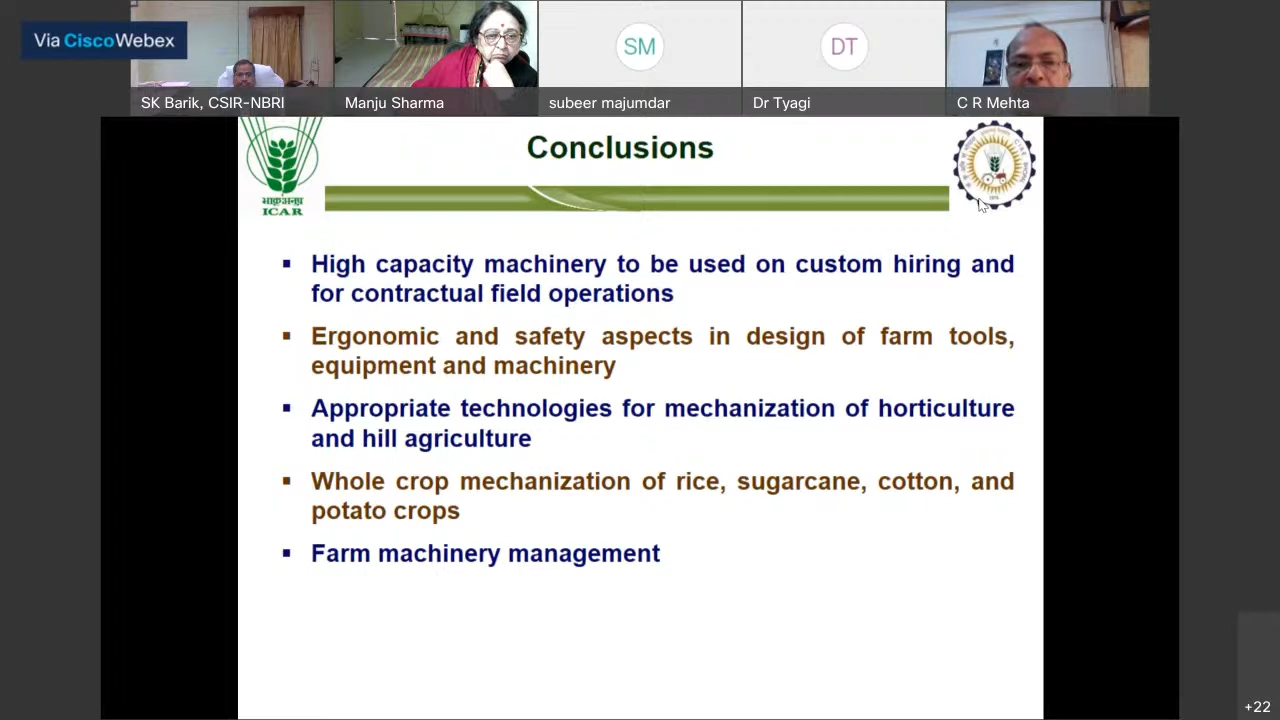 Via CiscoWebex
SM
DT
SK Barik, CSIR-NBRI
Manju Sharma
subeer majumdar
Dr Tyagi
C R Mehta
भाकृअनुप
ICAR
Conclusions
▪ High capacity machinery to be used on custom hiring and
for contractual field operations
▪ Ergonomic and safety aspects in design of farm tools,
equipment and machinery
▪ Appropriate technologies for mechanization of horticulture
and hill agriculture
▪ Whole crop mechanization of rice, sugarcane, cotton, and
potato crops
▪ Farm machinery management
+22